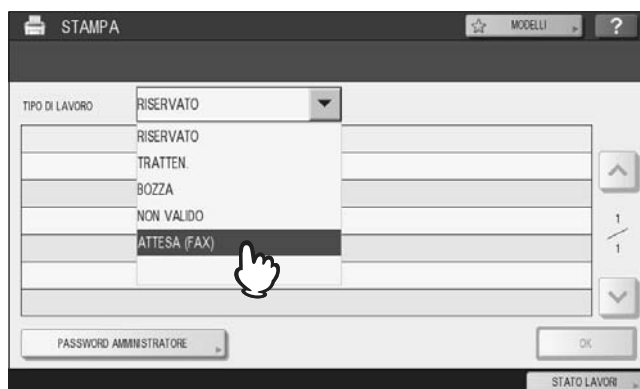 STAMPA
MODELLI
?
TIPO DI LAVORO
RISERVATO
RISERVATO
TRATTEN.
BOZZA
NON VALIDO
ATTESA (FAX)
1
1
PASSWORD AMMINISTRATORE
OK
STATO LAVORI